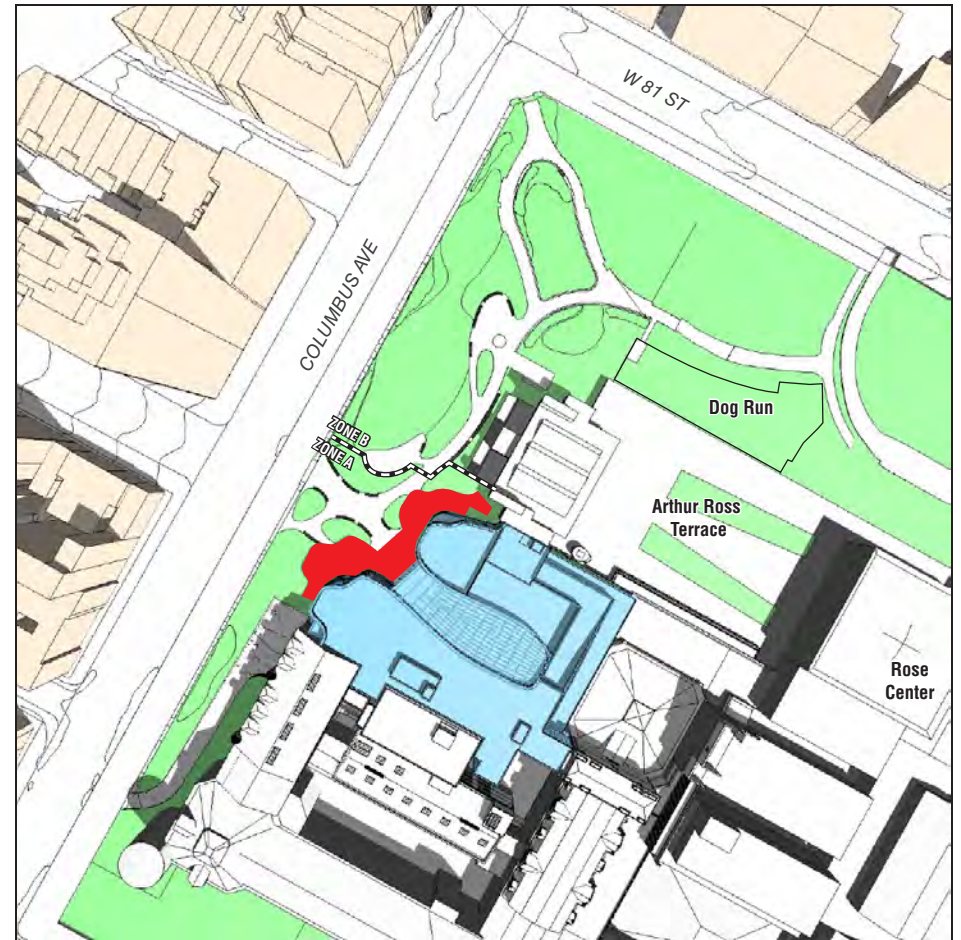 W 81 ST
COLUMBUS AVE
Dog Run
ZONE B
ZONE A
Arthur Ross
Terrace
Rose
Center